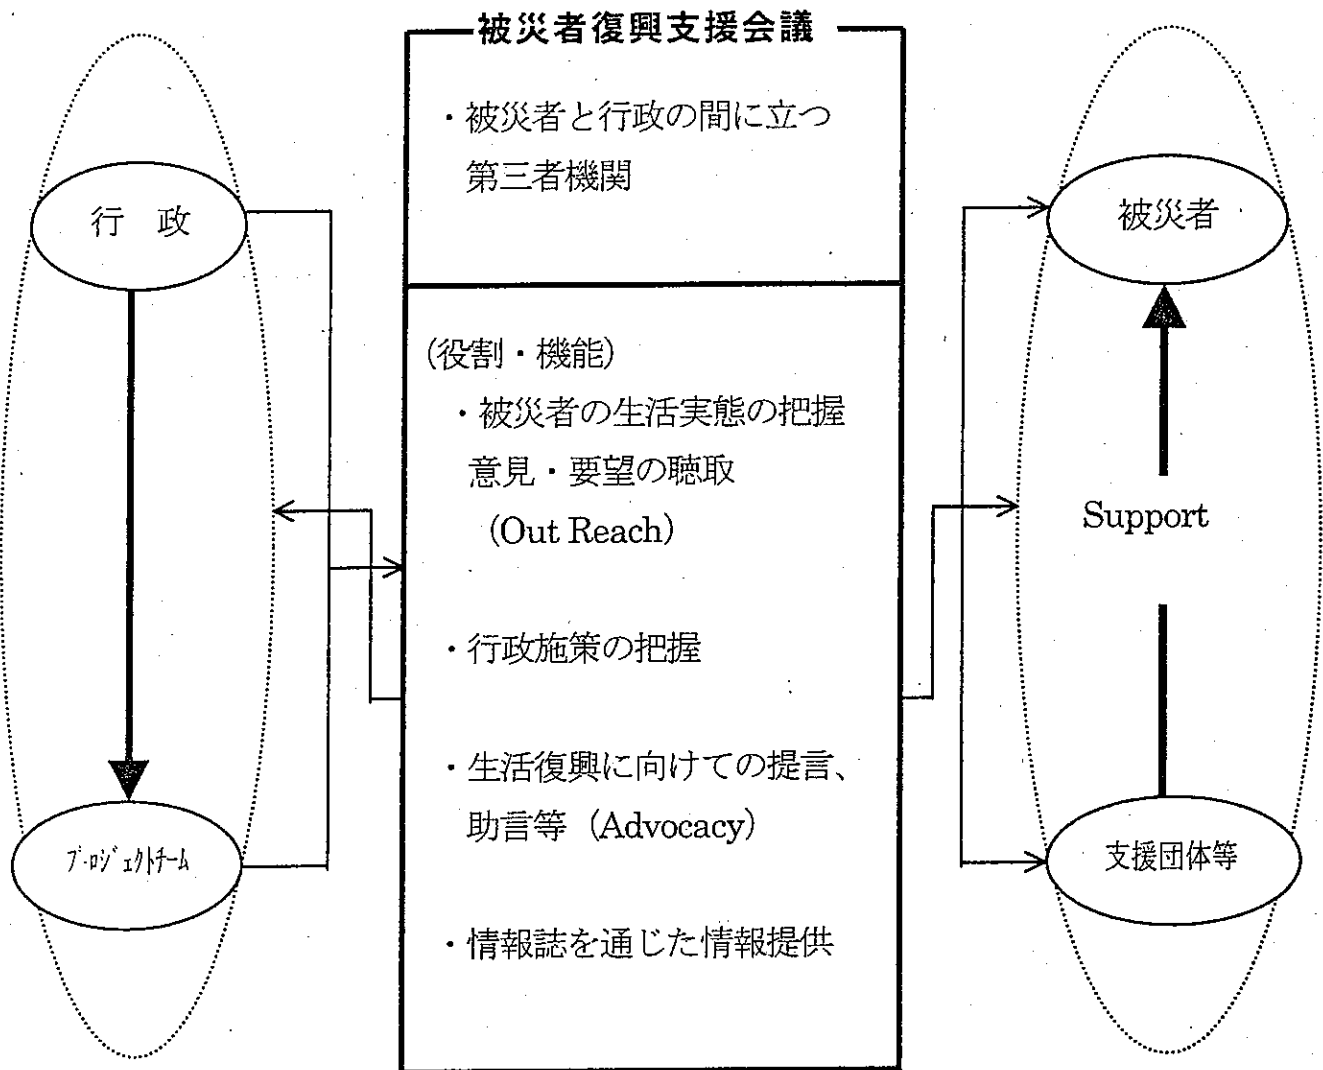 被災者復興支援会議
・被災者と行政の間に立つ
第三者機関
行 政
プロジェクトチーム
(役割・機能)
・被災者の生活実態の把握
意見・要望の聴取
(Out Reach)
・行政施策の把握
・生活復興に向けての提言、
助言等 (Advocacy)
・情報誌を通じた情報提供
被災者
Support
支援団体等